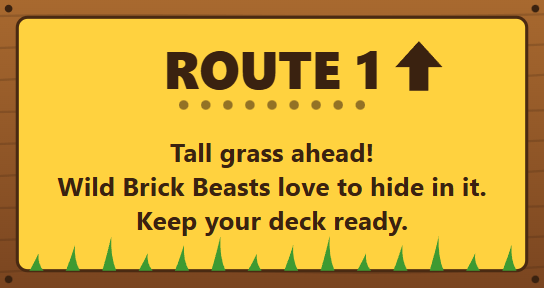 ROUTE 1
Tall grass ahead!
Wild Brick Beasts love to hide in it.
Keep your deck ready.